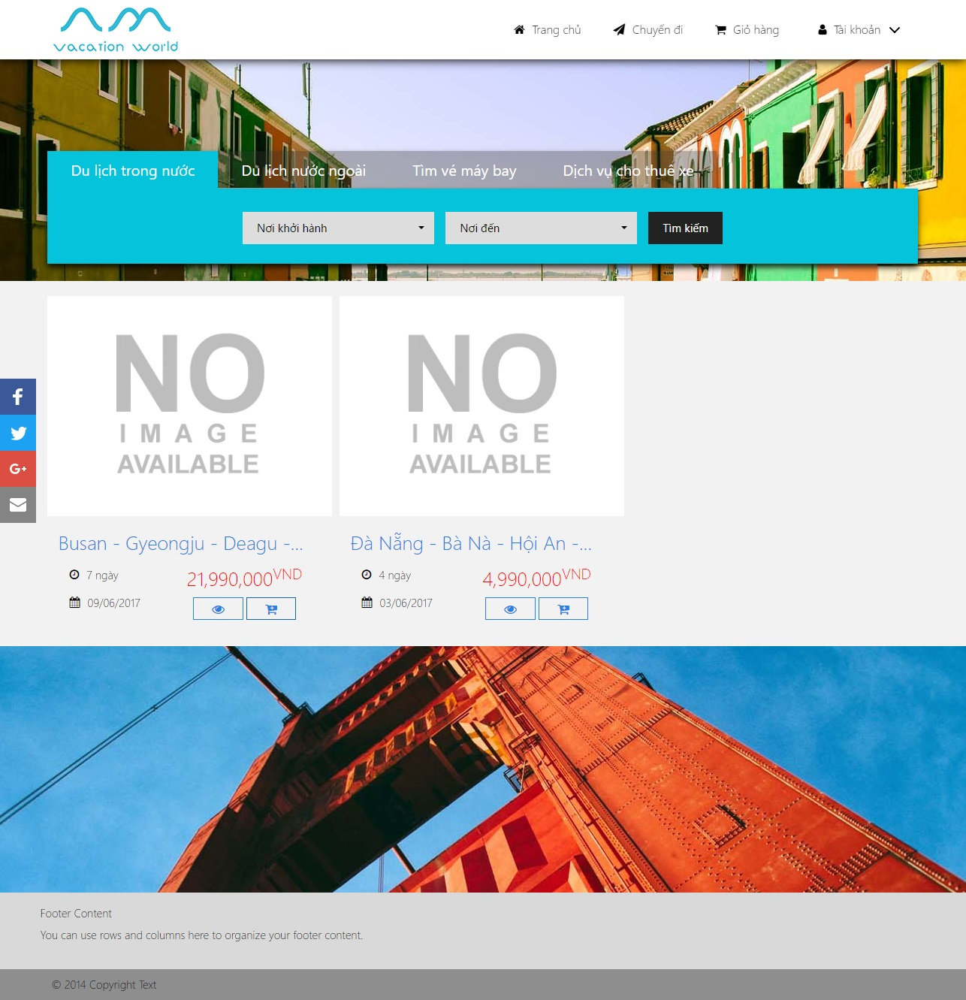 vacation world
Trang chủ Chuyến đi Giỏ hàng Tài khoản
Du lịch trong nước Du lịch nước ngoài Tìm vé máy bay Dịch vụ cho thuê xe
Nơi khởi hành Nơi đến Tìm kiếm
NO
IMAGE
AVAILABLE
NO
IMAGE
AVAILABLE
Busan - Gyeongju - Deagu -...
7 ngày 21,990,000VND
09/06/2017
Đà Nẵng - Bà Nà - Hội An -...
4 ngày 4,990,000VND
03/06/2017
Footer Content
You can use rows and columns here to organize your footer content.
© 2014 Copyright Text